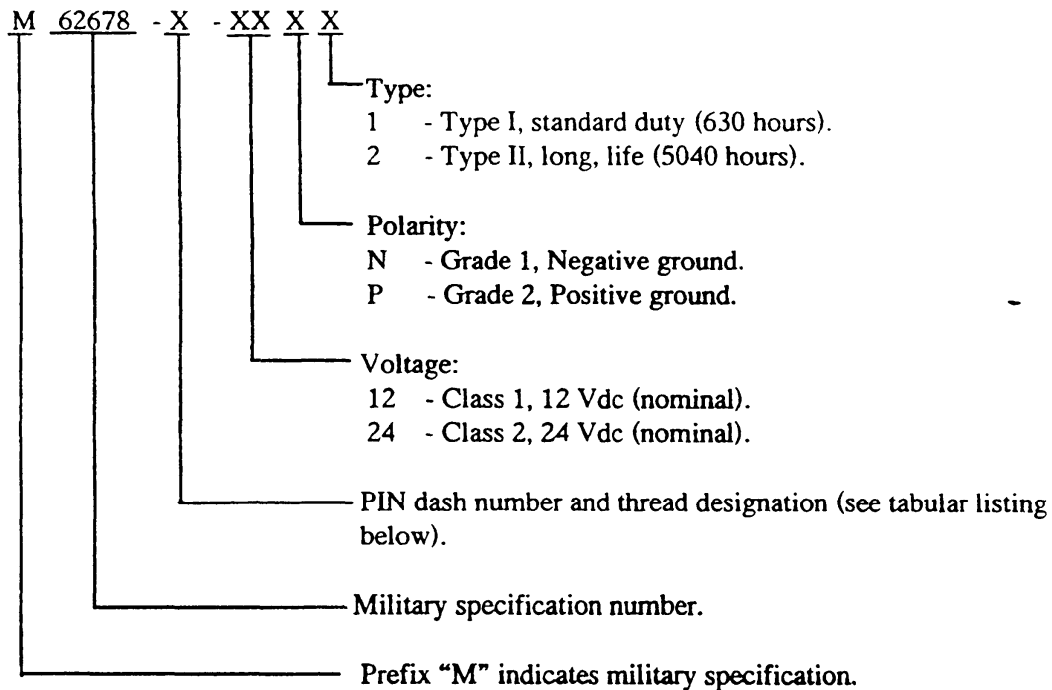 M 62678 - X - XX X X
Type:
1 - Type I, standard duty (630 hours).
2 - Type II, long, life (5040 hours).
Polarity:
N - Grade 1, Negative ground.
P - Grade 2, Positive ground.
Voltage:
12 - Class 1, 12 Vdc (nominal).
24 - Class 2, 24 Vdc (nominal).
PIN dash number and thread designation (see tabular listing
below).
Military specification number.
Prefix “M” indicates military specification.